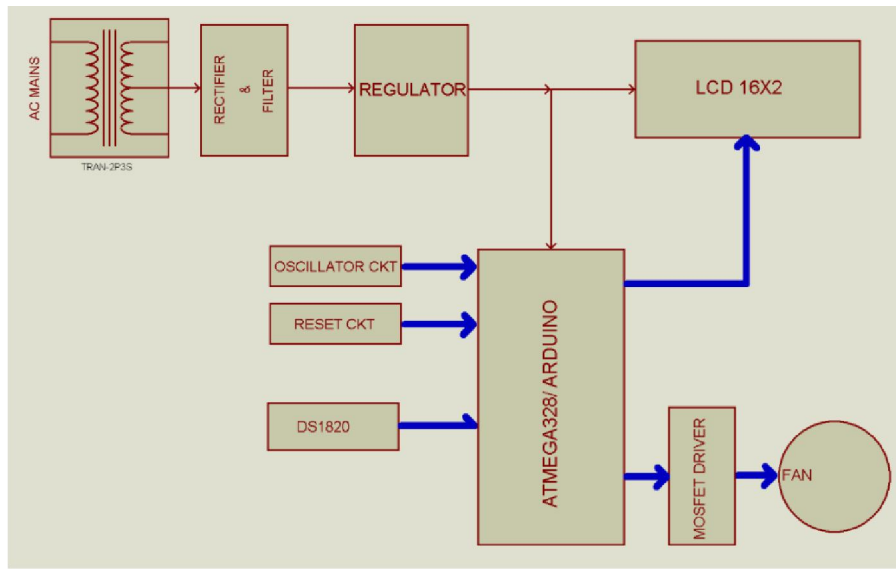 AC MAINS
TRAN-2P3S
RECTIFIER
&
FILTER
REGULATOR
LCD 16X2
OSCILLATOR CKT
RESET CKT
DS1820
ATMEGA328/ ARDUINO
MOSFET DRIVER
FAN